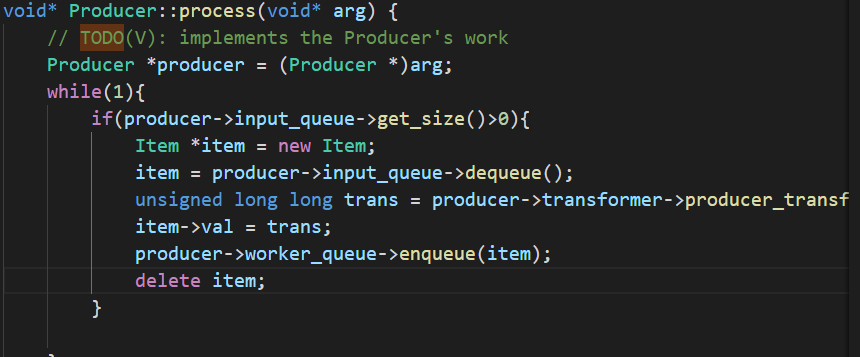 void* Producer::process(void* arg) {
// TODO(V): implements the Producer's work
Producer *producer = (Producer *)arg;
while(1){
if(producer->input_queue->get_size()>0){
Item *item = new Item;
item = producer->input_queue->dequeue();
unsigned long long trans = producer->transformer->producer_transf
item->val = trans;
producer->worker_queue->enqueue(item);
delete item;
}
}